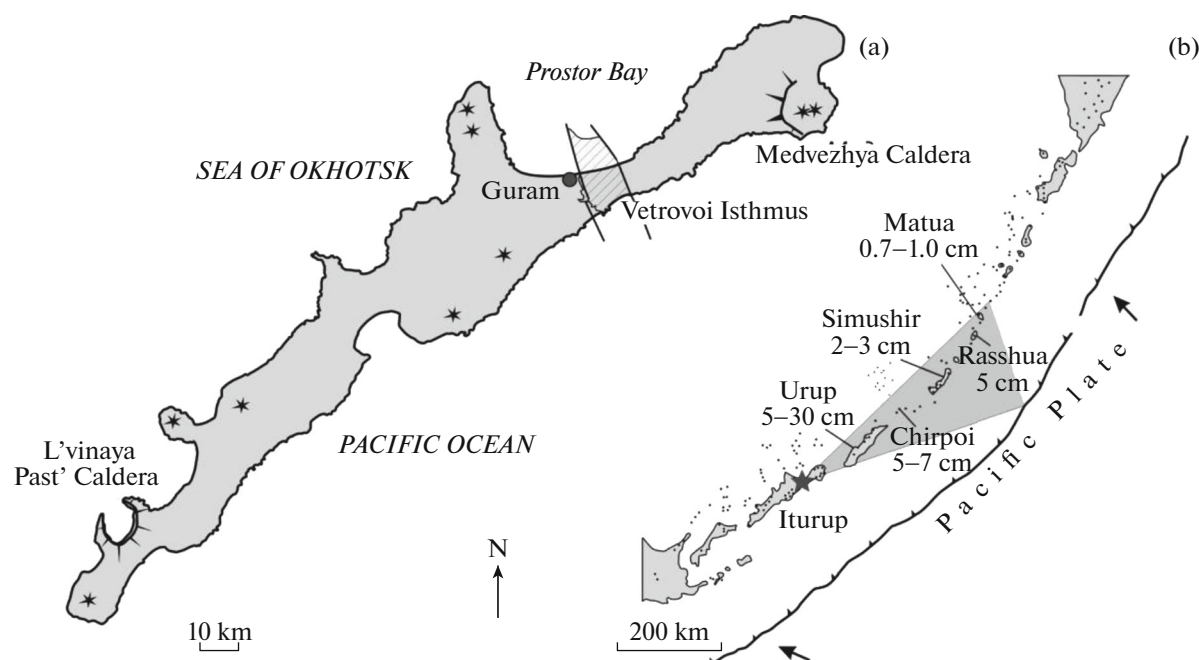 (a)
(b)
Prostor Bay
SEA OF OKHOTSK
Medvezhya Caldera
Guram
Vetrovoi Isthmus
Matua
0.7–1.0 cm
Simushir
2–3 cm
Rasshua
5 cm
Urup
5–30 cm
Chirpoi
5–7 cm
PACIFIC OCEAN
L’vinaya
Past’ Caldera
Iturup
Pacific Plate
N
10 km
200 km